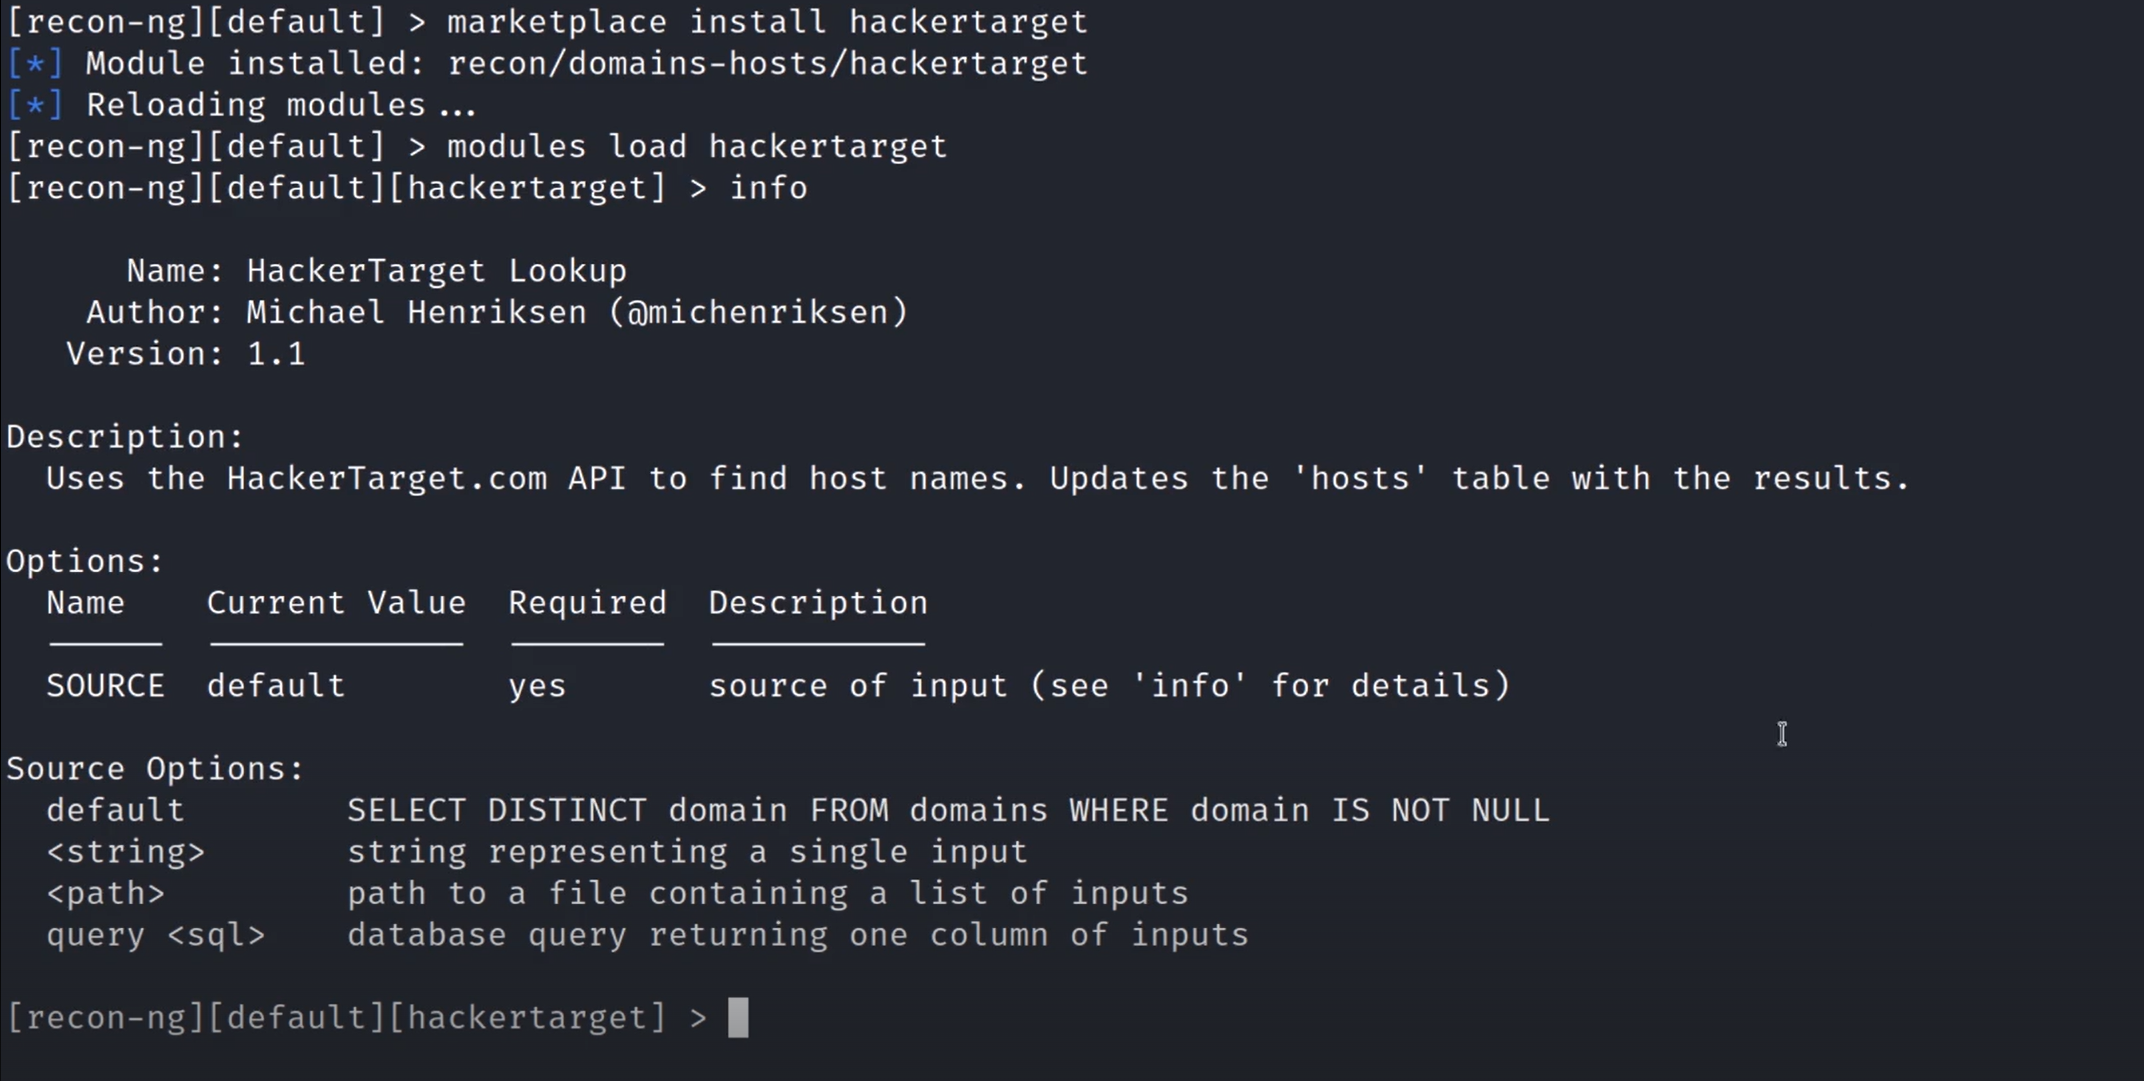 [recon-ng][default] > marketplace install hackertarget
[*] Module installed: recon/domains-hosts/hackertarget
[*] Reloading modules...
[recon-ng][default] > modules load hackertarget
[recon-ng][default][hackertarget] > info
Name: HackerTarget Lookup
Author: Michael Henriksen (@michenriksen)
Version: 1.1
Description:
Uses the HackerTarget.com API to find host names. Updates the 'hosts' table with the results.
Options:
Name Current Value Required Description
SOURCE default yes source of input (see 'info' for details)
Source Options:
default SELECT DISTINCT domain FROM domains WHERE domain IS NOT NULL
<string> string representing a single input
<path> path to a file containing a list of inputs
query <sql> database query returning one column of inputs
[recon-ng][default][hackertarget] >